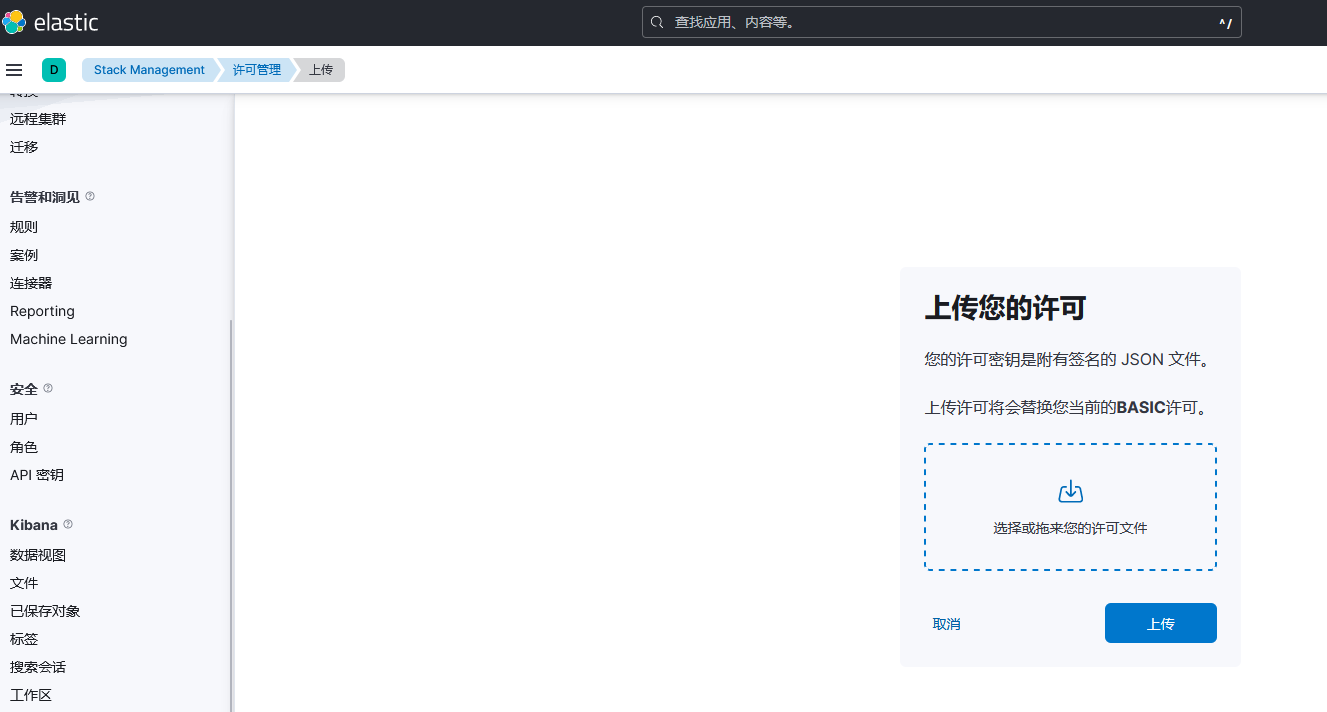 elastic
查找应用、内容等。
^/
D
Stack Management
许可管理
上传
远程集群
迁移
告警和洞见
规则
案例
连接器
Reporting
Machine Learning
安全
用户
角色
API 密钥
Kibana
数据视图
文件
已保存对象
标签
搜索会话
工作区
上传您的许可
您的许可密钥是附有签名的 JSON 文件。
上传许可将会替换您当前的BASIC许可。
选择或拖来您的许可文件
取消
上传